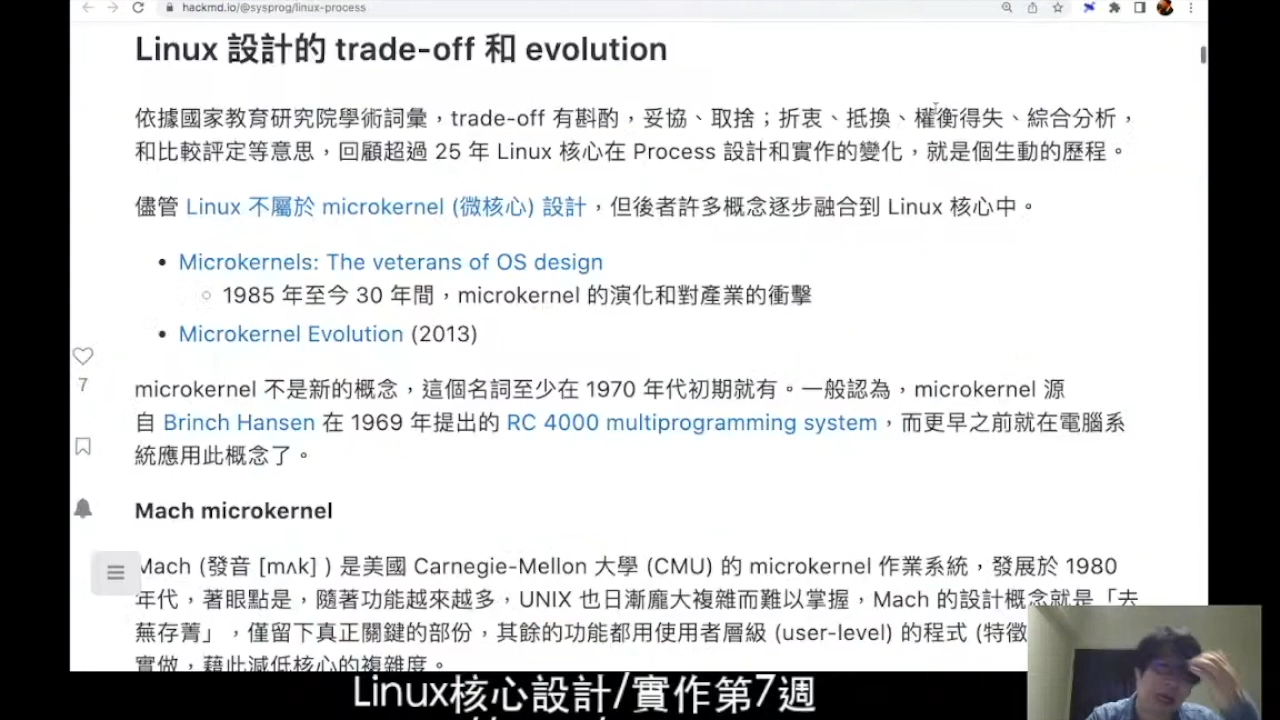 hackmd.io/@sysprog/linux-process
Linux 設計的 trade-off 和 evolution
依據國家教育研究院學術詞彙，trade-off 有斟酌，妥協、取捨；折衷、抵換、權衡得失、綜合分析，
和比較評定等意思，回顧超過 25 年 Linux 核心在 Process 設計和實作的變化，就是個生動的歷程。
儘管 Linux 不屬於 microkernel (微核心) 設計，但後者許多概念逐步融合到 Linux 核心中。
Microkernels: The veterans of OS design
1985 年至今 30 年間，microkernel 的演化和對產業的衝擊
Microkernel Evolution (2013)
7
microkernel 不是新的概念，這個名詞至少在 1970 年代初期就有。一般認為，microkernel 源
自 Brinch Hansen 在 1969 年提出的 RC 4000 multiprogramming system，而更早之前就在電腦系
統應用此概念了。
Mach microkernel
Mach (發音 [mʌk] ) 是美國 Carnegie-Mellon 大學 (CMU) 的 microkernel 作業系統，發展於 1980
年代，著眼點是，隨著功能越來越多，UNIX 也日漸龐大複雜而難以掌握，Mach 的設計概念就是「去
蕪存菁」，僅留下真正關鍵的部份，其餘的功能都用使用者層級 (user-level) 的程式 (特徵
實做，藉此減低核心的複雜度。
Linux核心設計/實作第7週